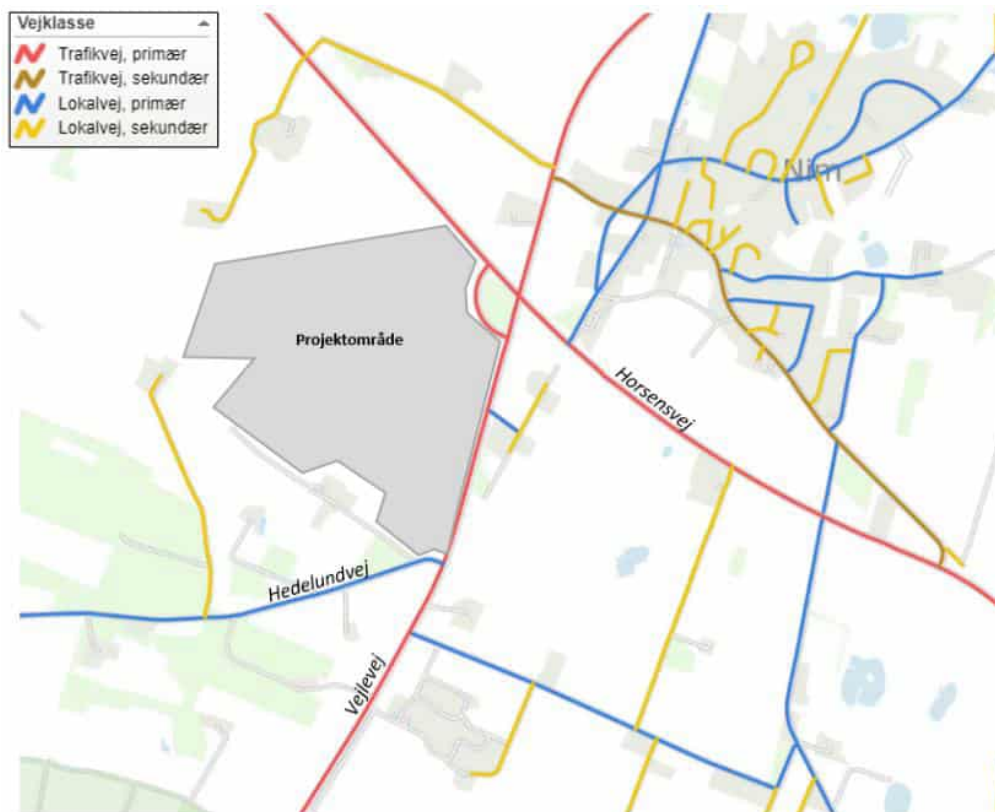 Vejklasse
Trafikvej, primær
Trafikvej, sekundær
Lokalvej, primær
Lokalvej, sekundær
Nim
Projektområde
Horsensvej
Hedelundvej
Vejlevej